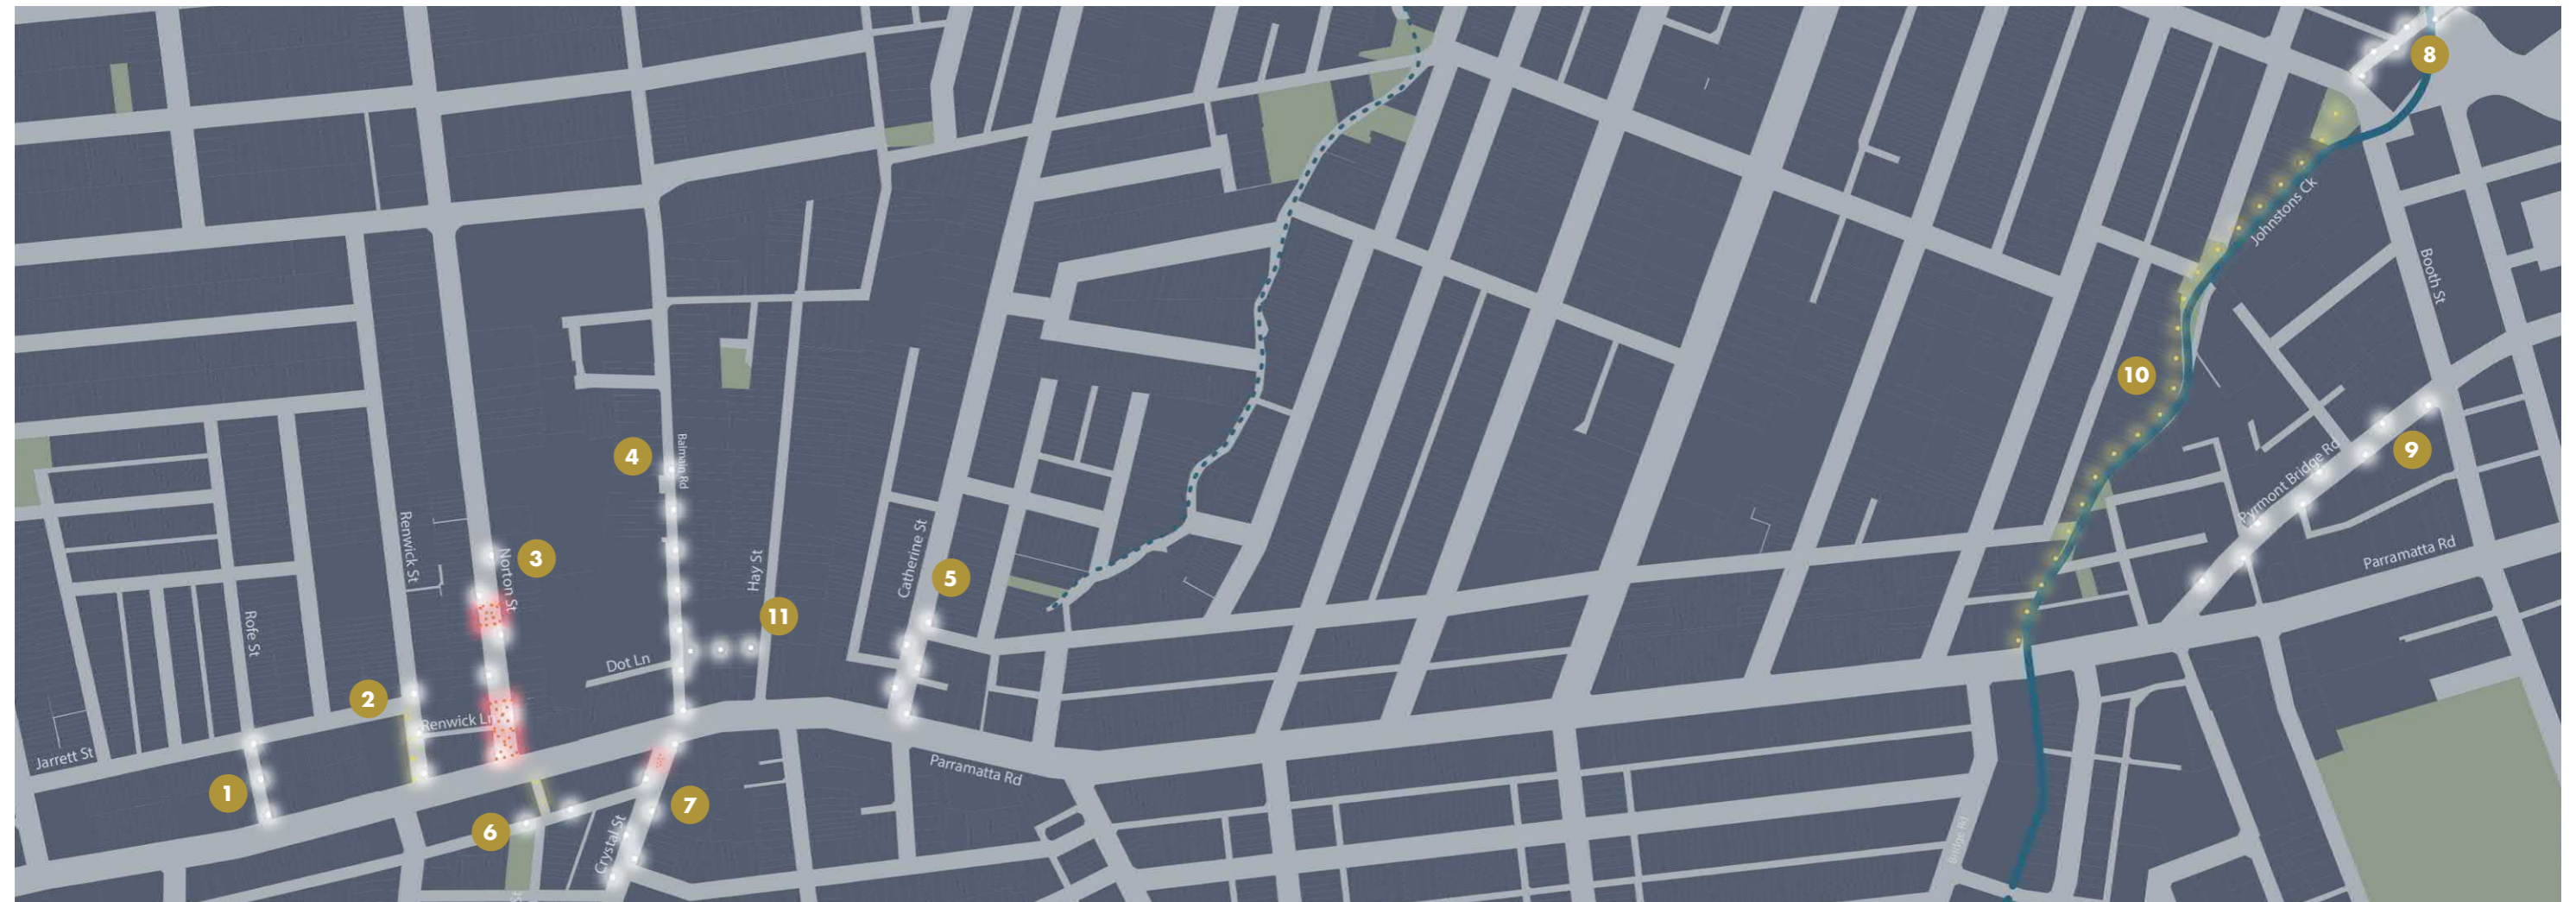 8
Johnstons Ck
Booth St
10
Balmain Rd
4
9
Pyrmont Bridge Rd
Renwick St
Norton St
3
Catherine St
5
Hay St
Parramatta Rd
Rofe St
11
Dot Ln
2
Renwick Ln
Jarrett St
Parramatta Rd
1
7
6
Crystal St
Bridge Rd